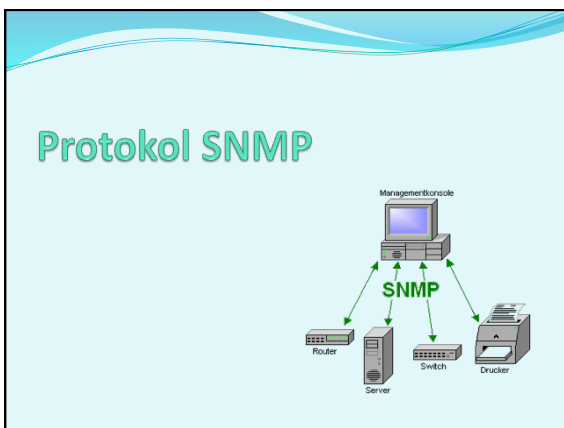 Protokol SNMP
Managementkonsole
SNMP
Router
Server
Switch
Drucker